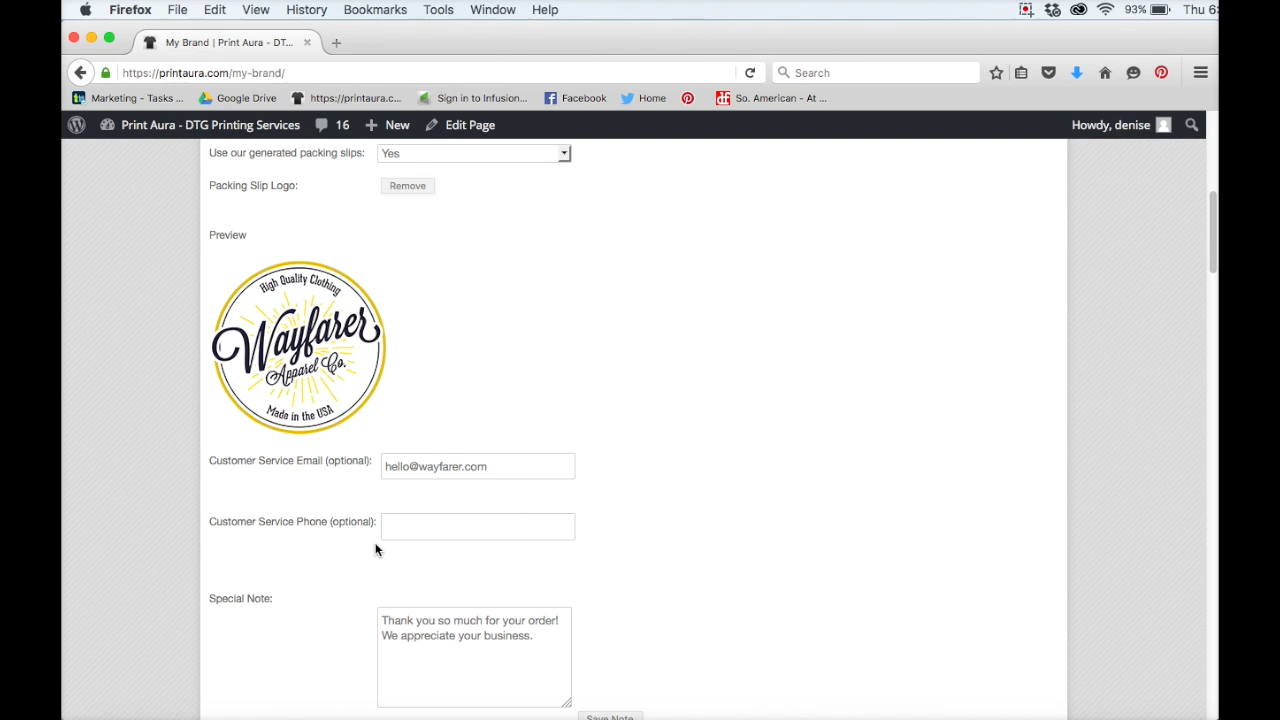 Firefox File Edit View History Bookmarks Tools Window Help 93% Thu 6:
My Brand | Print Aura - DT...
https://printaura.com/my-brand/ Search
Marketing - Tasks ... Google Drive https://printaura.c... Sign in to Infusion... Facebook Home So. American - At ...
Print Aura - DTG Printing Services 16 New Edit Page Howdy, denise
Use our generated packing slips: Yes
Packing Slip Logo: Remove
Preview
High Quality Clothing
Wayfarer
Apparel Co.
Made in the USA
Customer Service Email (optional): hello@wayfarer.com
Customer Service Phone (optional):
Special Note:
Thank you so much for your order!
We appreciate your business.
Save Note